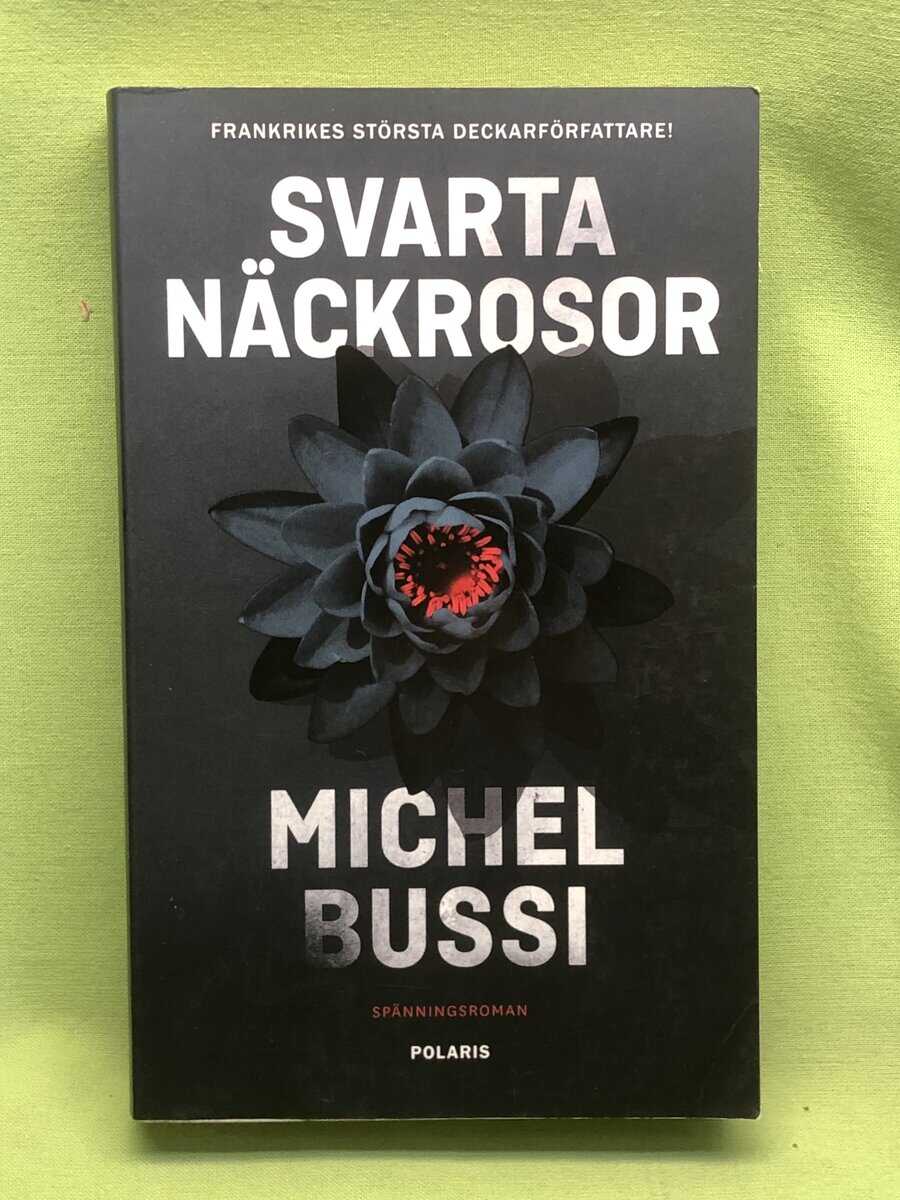 FRANKRIKES STÖRSTA DECKARFÖRFATTARE!
SVARTA
NÄCKROSOR
MICHEL
BUSSI
SPÄNNINGSROMAN
POLARIS